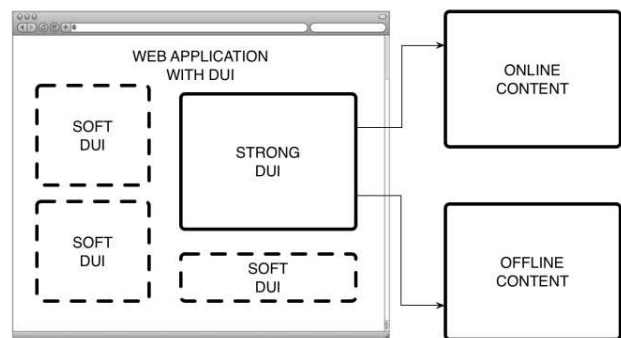 WEB APPLICATION
WITH DUI
SOFT
DUI
STRONG
DUI
SOFT
DUI
SOFT
DUI
ONLINE
CONTENT
OFFLINE
CONTENT